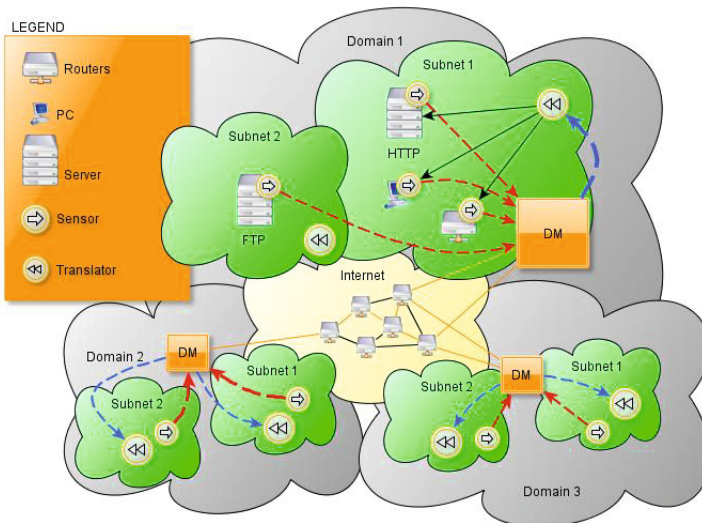 LEGEND
Routers
PC
Server
Sensor
Translator
Domain 1
Subnet 1
HTTP
Subnet 2
FTP
DM
Internet
Domain 2
DM
Subnet 1
Subnet 2
DM
Subnet 2
Subnet 1
Domain 3